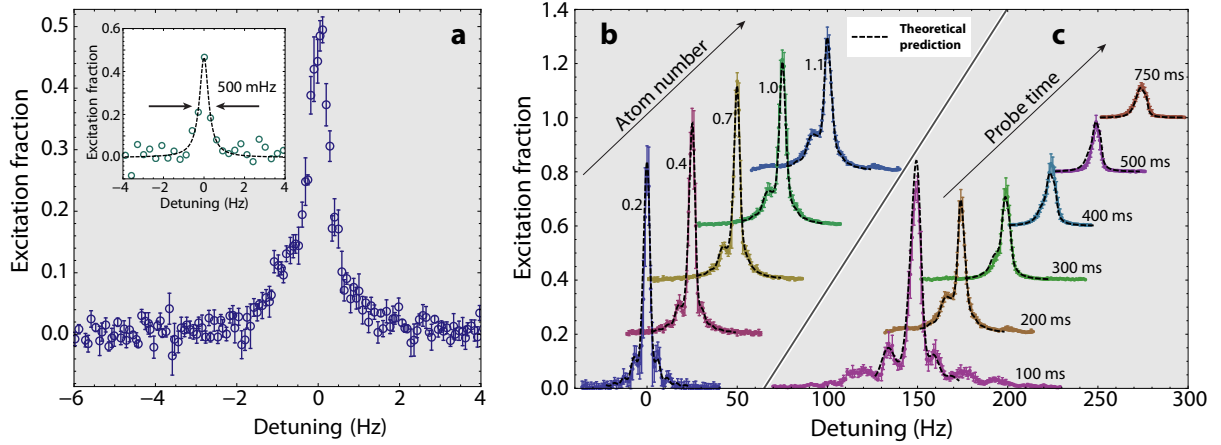 a
Excitation fraction
0.5
0.4
0.3
0.2
0.1
0.0
−6
−4
−2
0
2
4
Detuning (Hz)
Excitation fraction
0.6
0.4
0.2
0.0
500 mHz
−4
−2
0
2
4
Detuning (Hz)
b
Excitation fraction
1.4
1.2
1.0
0.8
0.6
0.4
0.2
0.0
Atom number
0.2
0.4
0.7
1.0
1.1
Theoretical
prediction
c
Probe time
750 ms
500 ms
400 ms
300 ms
200 ms
100 ms
0
50
100
150
200
250
300
Detuning (Hz)